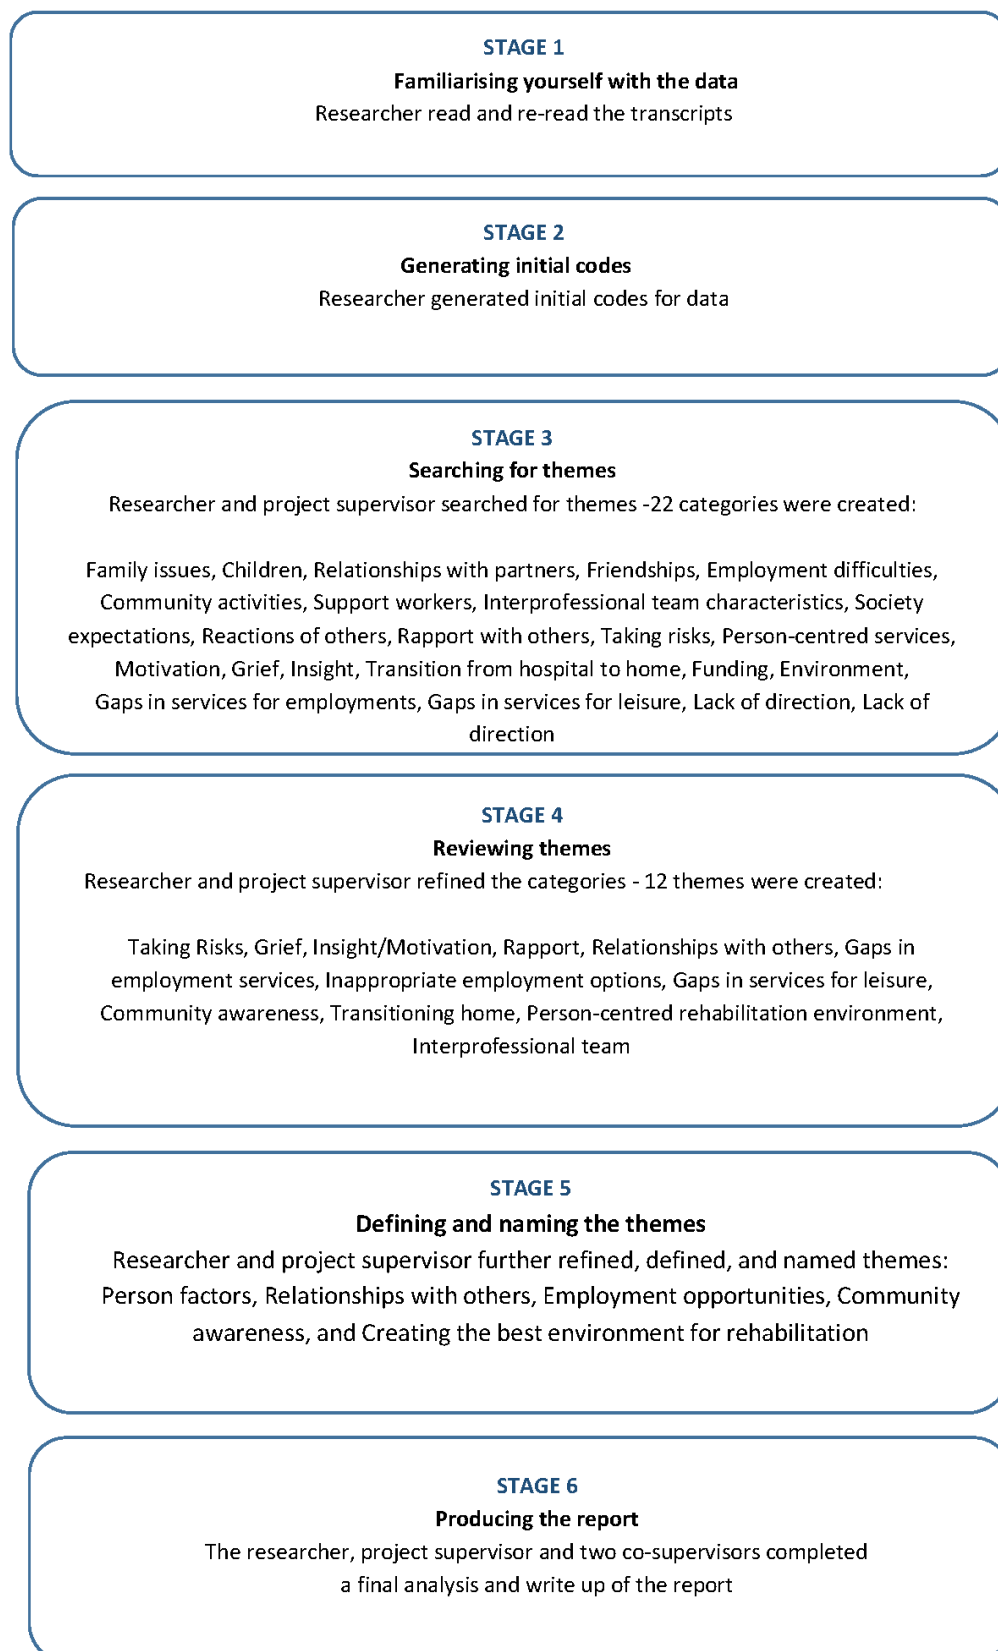 STAGE 1
Familiarising yourself with the data
Researcher read and re-read the transcripts
STAGE 2
Generating initial codes
Researcher generated initial codes for data
STAGE 3
Searching for themes
Researcher and project supervisor searched for themes -22 categories were created:
Family issues, Children, Relationships with partners, Friendships, Employment difficulties,
Community activities, Support workers, Interprofessional team characteristics, Society
expectations, Reactions of others, Rapport with others, Taking risks, Person-centred services,
Motivation, Grief, Insight, Transition from hospital to home, Funding, Environment,
Gaps in services for employments, Gaps in services for leisure, Lack of direction, Lack of
direction
STAGE 4
Reviewing themes
Researcher and project supervisor refined the categories - 12 themes were created:
Taking Risks, Grief, Insight/Motivation, Rapport, Relationships with others, Gaps in
employment services, Inappropriate employment options, Gaps in services for leisure,
Community awareness, Transitioning home, Person-centred rehabilitation environment,
Interprofessional team
STAGE 5
Defining and naming the themes
Researcher and project supervisor further refined, defined, and named themes:
Person factors, Relationships with others, Employment opportunities, Community
awareness, and Creating the best environment for rehabilitation
STAGE 6
Producing the report
The researcher, project supervisor and two co-supervisors completed
a final analysis and write up of the report